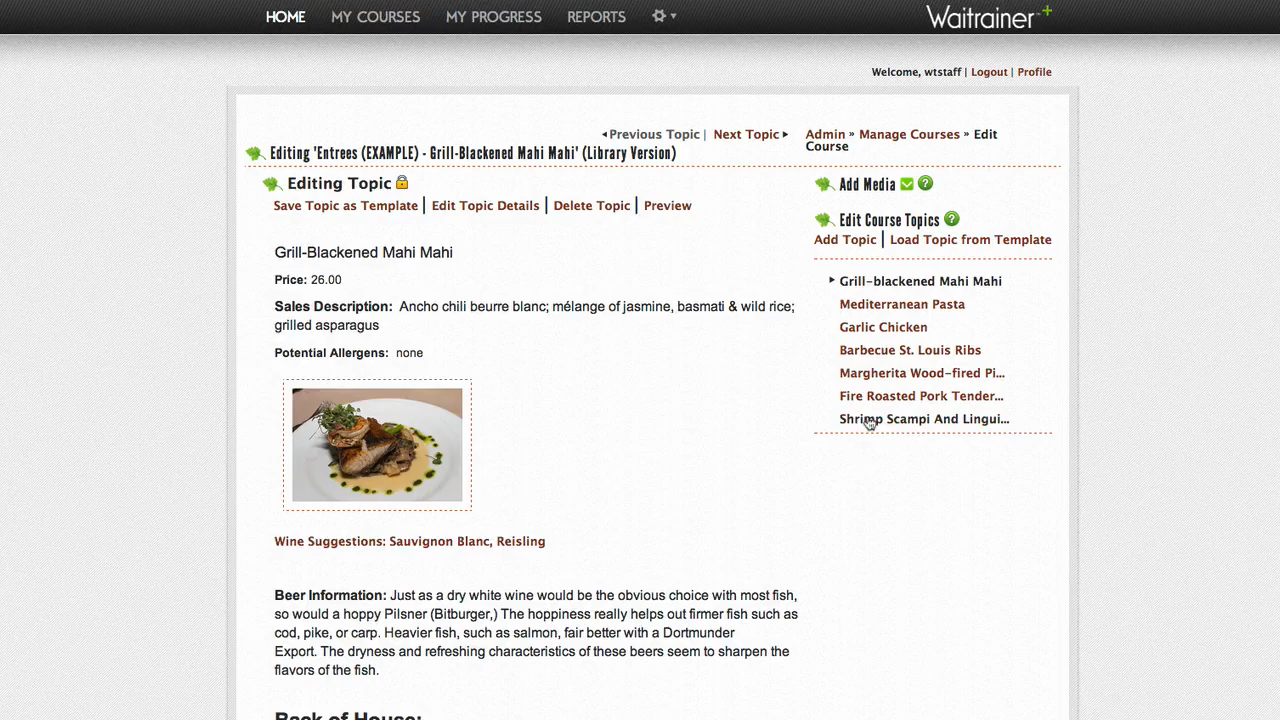 HOME MY COURSES MY PROGRESS REPORTS Waitrainer+
Welcome, wtstaff | Logout | Profile
Previous Topic | Next Topic
Admin » Manage Courses » Edit Course
Editing 'Entrees (EXAMPLE) - Grill-Blackened Mahi Mahi' (Library Version)
Editing Topic
Save Topic as Template | Edit Topic Details | Delete Topic | Preview
Grill-Blackened Mahi Mahi
Price: 26.00
Sales Description: Ancho chili beurre blanc; mélange of jasmine, basmati & wild rice;
grilled asparagus
Potential Allergens: none
Wine Suggestions: Sauvignon Blanc, Reisling
Beer Information: Just as a dry white wine would be the obvious choice with most fish,
so would a hoppy Pilsner (Bitburger,) The hoppiness really helps out firmer fish such as
cod, pike, or carp. Heavier fish, such as salmon, fair better with a Dortmunder
Export. The dryness and refreshing characteristics of these beers seem to sharpen the
flavors of the fish.
Back of House:
Add Media ?
Edit Course Topics ?
Add Topic | Load Topic from Template
Grill-blackened Mahi Mahi
Mediterranean Pasta
Garlic Chicken
Barbecue St. Louis Ribs
Margherita Wood-fired Pi...
Fire Roasted Pork Tender...
Shrimp Scampi And Lingui...